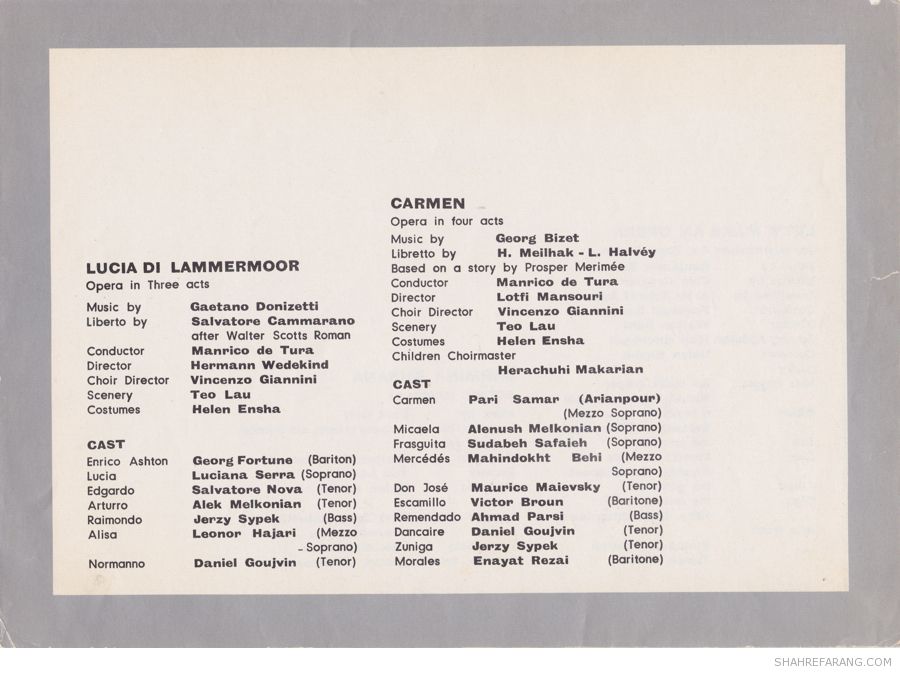 LUCIA DI LAMMERMOOR
Opera in Three acts
Music by Gaetano Donizetti
Liberto by Salvatore Cammarano
after Walter Scotts Roman
Conductor Manrico de Tura
Director Hermann Wedekind
Choir Director Vincenzo Giannini
Scenery Teo Lau
Costumes Helen Ensha
CAST
Enrico Ashton Georg Fortune (Bariton)
Lucia Luciana Serra (Soprano)
Edgardo Salvatore Nova (Tenor)
Arturro Alek Melkonian (Tenor)
Raimondo Jerzy Sypek (Bass)
Alisa Leonor Hajari (Mezzo
- Soprano)
Normanno Daniel Goujvin (Tenor)
CARMEN
Opera in four acts
Music by Georg Bizet
Libretto by H. Meilhak - L. Halvéy
Based on a story by Prosper Merimée
Conductor Manrico de Tura
Director Lotfi Mansouri
Choir Director Vincenzo Giannini
Scenery Teo Lau
Costumes Helen Ensha
Children Choirmaster
Herachuhi Makarian
CAST
Carmen Pari Samar (Arianpour)
(Mezzo Soprano)
Micaela Alenush Melkonian (Soprano)
Frasguita Sudabeh Safaieh (Soprano)
Mercédés Mahindokht Behi (Mezzo
Soprano)
Don José Maurice Maievsky (Tenor)
Escamillo Victor Broun (Baritone)
Remendado Ahmad Parsi (Bass)
Dancaire Daniel Goujvin (Tenor)
Zuniga Jerzy Sypek (Tenor)
Morales Enayat Rezai (Baritone)
SHAHREFARANG.COM